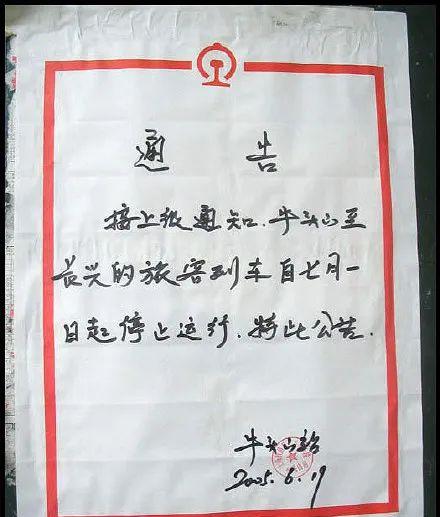 通告
接上级通知.牛头山至
长兴的旅客列车自七月一
日起停止运行.特此公告.
牛头山站
2005.6.19